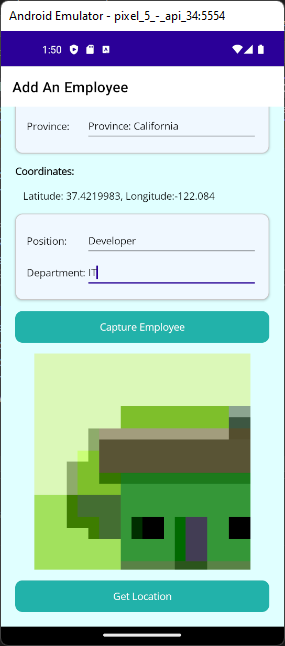 Android Emulator - pixel_5_-_api_34:5554
1:50
Add An Employee
Province: Province: California
Coordinates:
Latitude: 37.4219983, Longitude:-122.084
Position: Developer
Department: IT
Capture Employee
Get Location